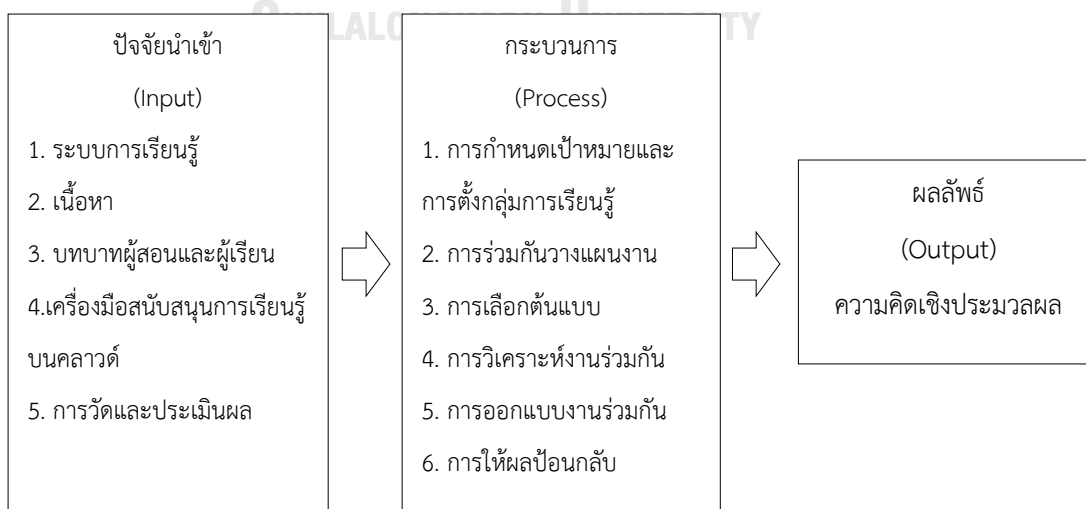 ปัจจัยนำเข้า
(Input)
1. ระบบการเรียนรู้
2. เนื้อหา
3. บทบาทผู้สอนและผู้เรียน
4.เครื่องมือสนับสนุนการเรียนรู้
บนคลาวด์
5. การวัดและประเมินผล
กระบวนการ
(Process)
1. การกำหนดเป้าหมายและ
การตั้งกลุ่มการเรียนรู้
2. การร่วมกันวางแผนงาน
3. การเลือกต้นแบบ
4. การวิเคราะห์งานร่วมกัน
5. การออกแบบงานร่วมกัน
6. การให้ผลป้อนกลับ
ผลลัพธ์
(Output)
ความคิดเชิงประมวลผล